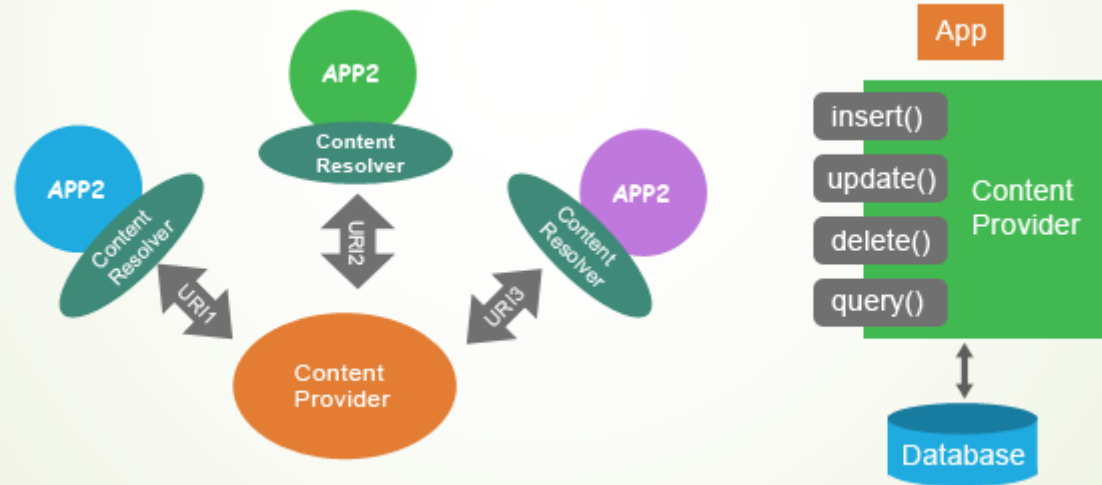 APP2
Content
Resolver
URI1
APP2
Content
Resolver
URI2
APP2
Content
Resolver
URI3
Content
Provider
App
insert()
update()
delete()
query()
Content
Provider
Database